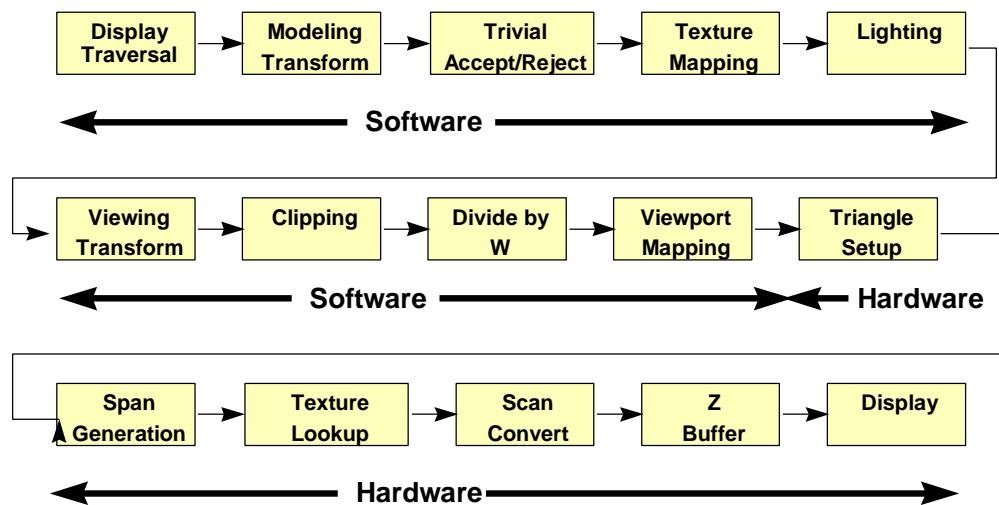 Display
Traversal
Modeling
Transform
Trivial
Accept/Reject
Texture
Mapping
Lighting
Software
Viewing
Transform
Clipping
Divide by
W
Viewport
Mapping
Triangle
Setup
Software
Hardware
Span
Generation
Texture
Lookup
Scan
Convert
Z
Buffer
Display
Hardware